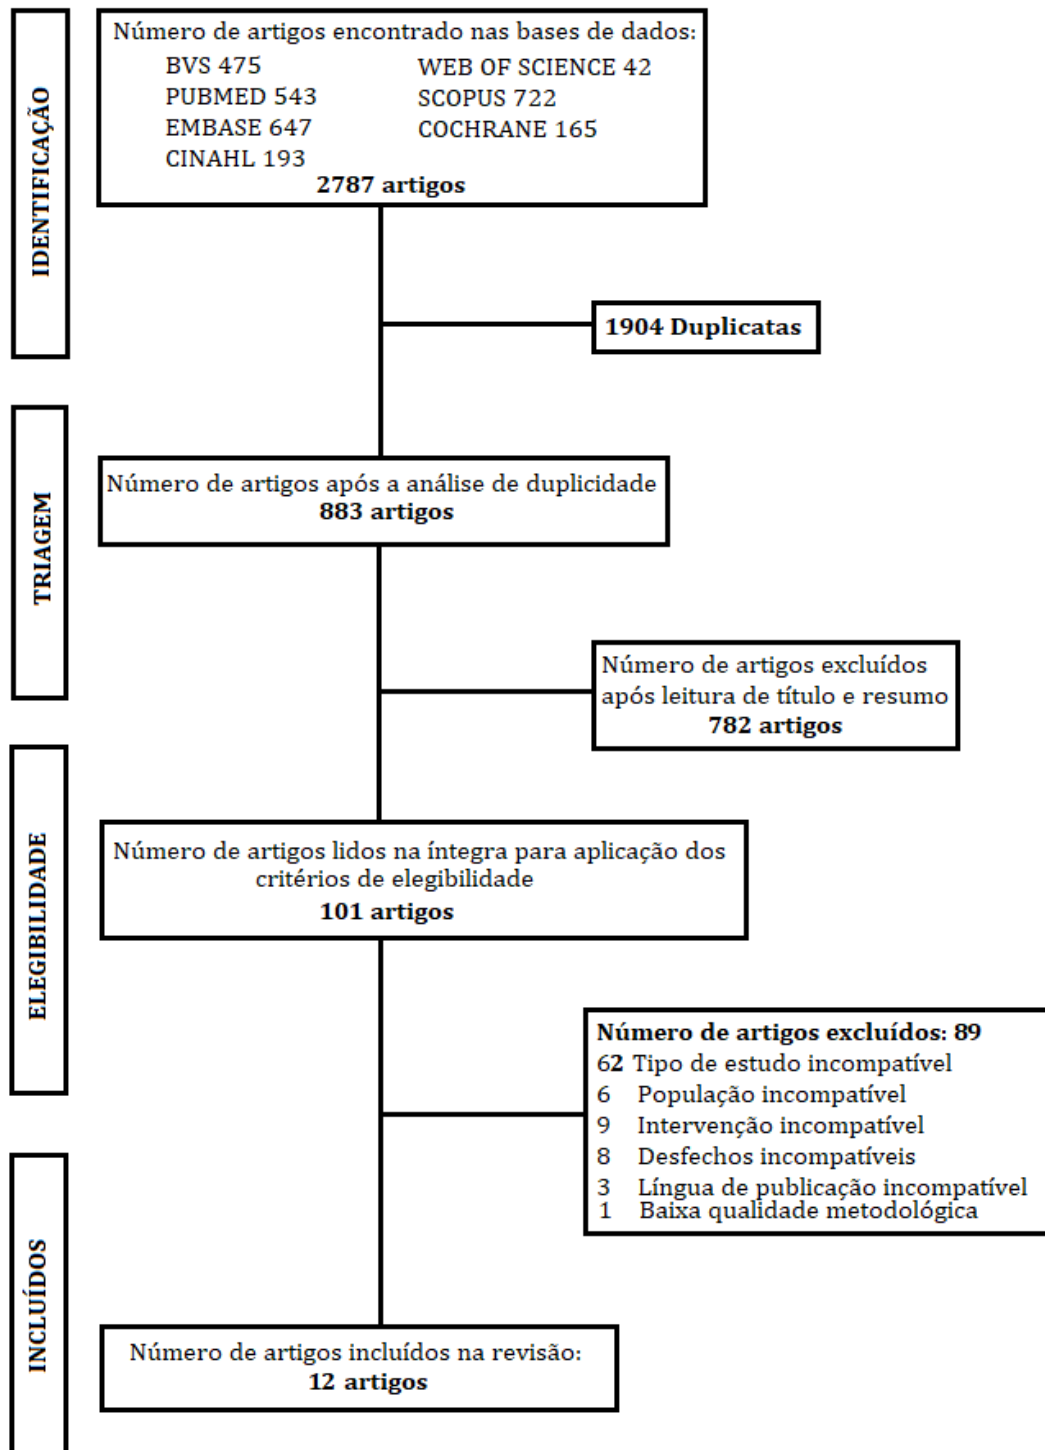 IDENTIFICAÇÃO
Número de artigos encontrado nas bases de dados:
BVS 475
PUBMED 543
EMBASE 647
CINAHL 193
WEB OF SCIENCE 42
SCOPUS 722
COCHRANE 165
2787 artigos
1904 Duplicatas
TRIAGEM
Número de artigos após a análise de duplicidade
883 artigos
Número de artigos excluídos
após leitura de título e resumo
782 artigos
ELEGIBILIDADE
Número de artigos lidos na íntegra para aplicação dos
critérios de elegibilidade
101 artigos
Número de artigos excluídos: 89
62 Tipo de estudo incompatível
6 População incompatível
9 Intervenção incompatível
8 Desfechos incompatíveis
3 Língua de publicação incompatível
1 Baixa qualidade metodológica
INCLUÍDOS
Número de artigos incluídos na revisão:
12 artigos